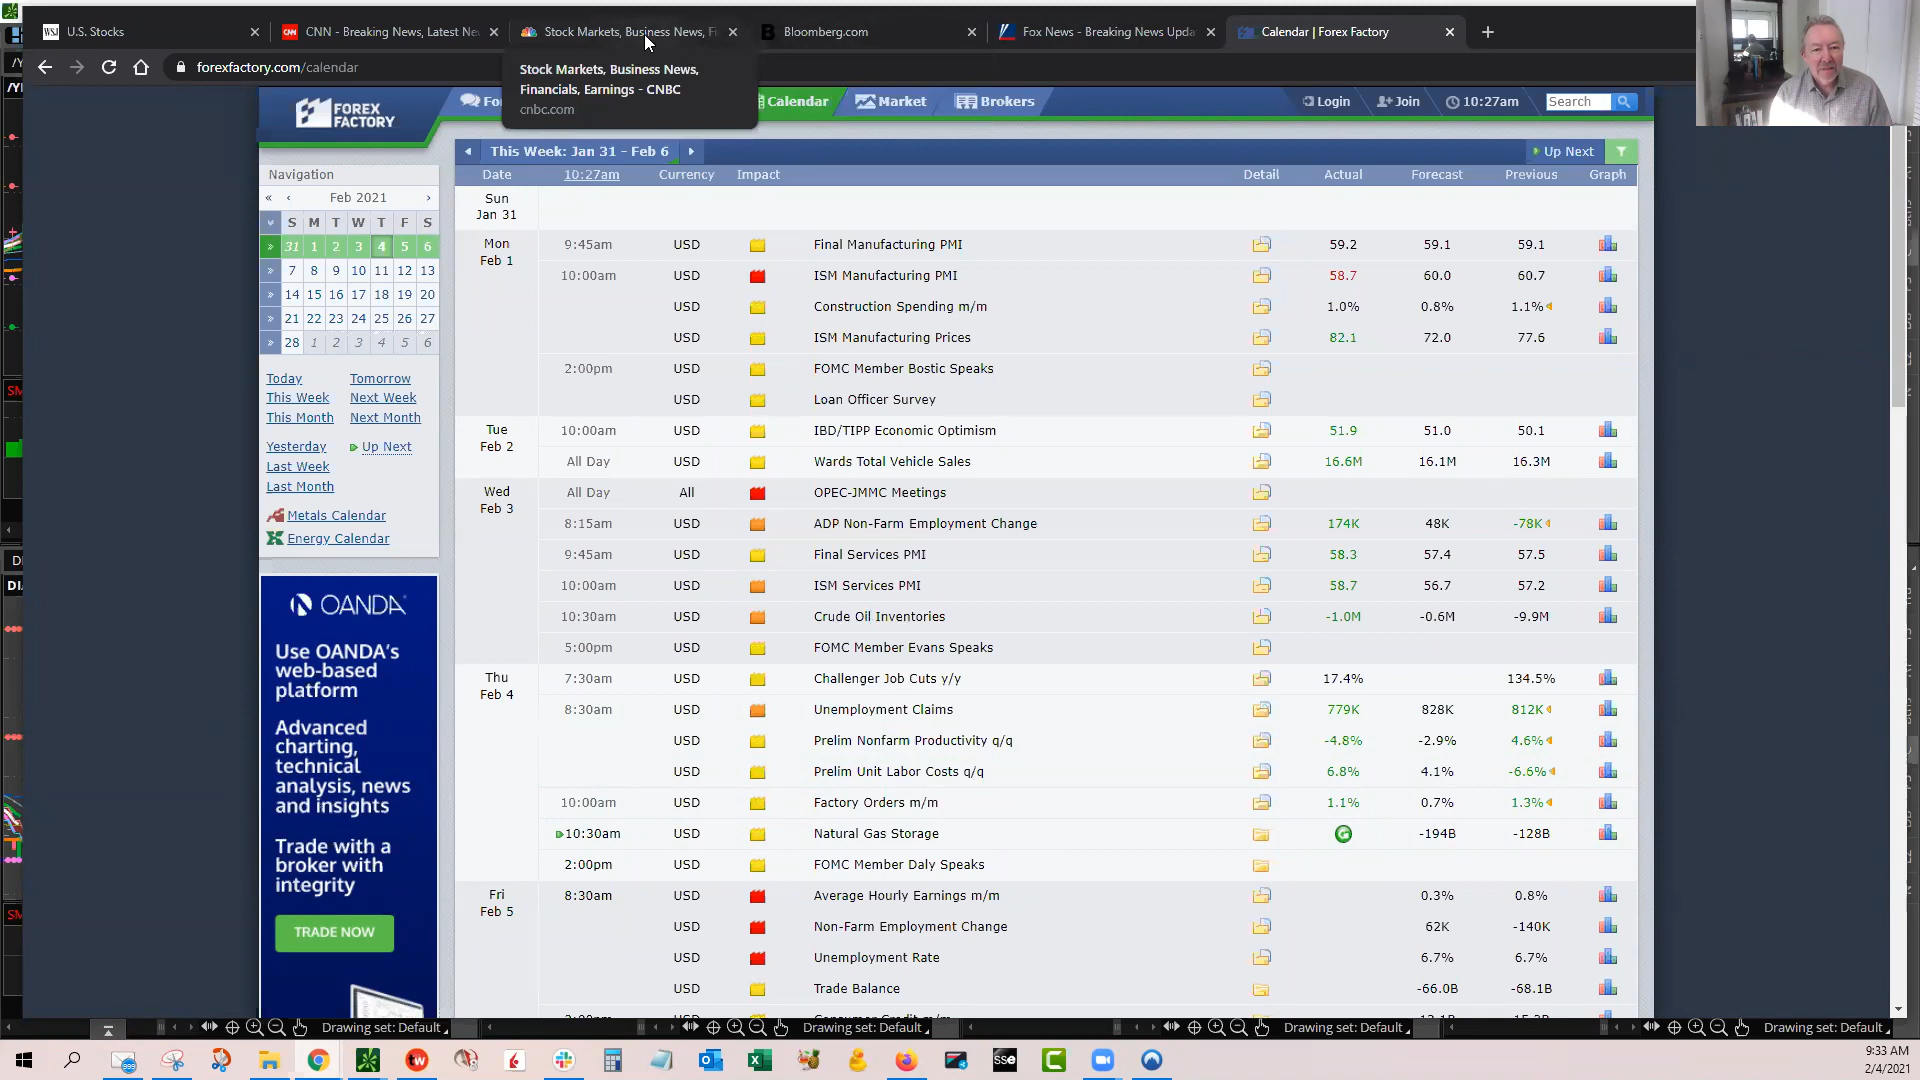 U.S. Stocks
CNN - Breaking News, Latest Ne
Stock Markets, Business News, Fi
Bloomberg.com
Fox News - Breaking News Upda
Calendar | Forex Factory
forexfactory.com/calendar
Stock Markets, Business News,
Financials, Earnings - CNBC
cnbc.com
FOREX
FACTORY
Calendar
Market
Brokers
Login
Join
10:27am
Search
This Week: Jan 31 - Feb 6
Up Next
Date 10:27am Currency Impact Detail Actual Forecast Previous Graph
Sun
Jan 31
Mon
Feb 1
9:45am USD Final Manufacturing PMI 59.2 59.1 59.1
10:00am USD ISM Manufacturing PMI 58.7 60.0 60.7
USD Construction Spending m/m 1.0% 0.8% 1.1%
USD ISM Manufacturing Prices 82.1 72.0 77.6
2:00pm USD FOMC Member Bostic Speaks
USD Loan Officer Survey
Tue
Feb 2
10:00am USD IBD/TIPP Economic Optimism 51.9 51.0 50.1
All Day USD Wards Total Vehicle Sales 16.6M 16.1M 16.3M
Wed
Feb 3
All Day All OPEC-JMMC Meetings
8:15am USD ADP Non-Farm Employment Change 174K 48K -78K
9:45am USD Final Services PMI 58.3 57.4 57.5
10:00am USD ISM Services PMI 58.7 56.7 57.2
10:30am USD Crude Oil Inventories -1.0M -0.6M -9.9M
5:00pm USD FOMC Member Evans Speaks
Thu
Feb 4
7:30am USD Challenger Job Cuts y/y 17.4% 134.5%
8:30am USD Unemployment Claims 779K 828K 812K
USD Prelim Nonfarm Productivity q/q -4.8% -2.9% 4.6%
USD Prelim Unit Labor Costs q/q 6.8% 4.1% -6.6%
10:00am USD Factory Orders m/m 1.1% 0.7% 1.3%
10:30am USD Natural Gas Storage -194B -128B
2:00pm USD FOMC Member Daly Speaks
Fri
Feb 5
8:30am USD Average Hourly Earnings m/m 0.3% 0.8%
USD Non-Farm Employment Change 62K -140K
USD Unemployment Rate 6.7% 6.7%
USD Trade Balance -66.0B -68.1B
Navigation
« ‹ Feb 2021 ›
S M T W T F S
31 1 2 3 4 5 6
7 8 9 10 11 12 13
14 15 16 17 18 19 20
21 22 23 24 25 26 27
28 1 2 3 4 5 6
Today Tomorrow
This Week Next Week
This Month Next Month
Yesterday Up Next
Last Week
Last Month
Metals Calendar
Energy Calendar
OANDA
Use OANDA's
web-based
platform
Advanced
charting,
technical
analysis, news
and insights
Trade with a
broker with
integrity
TRADE NOW
Drawing set: Default
Drawing set: Default
Drawing set: Default
Drawing set: Default
9:33 AM
2/4/2021